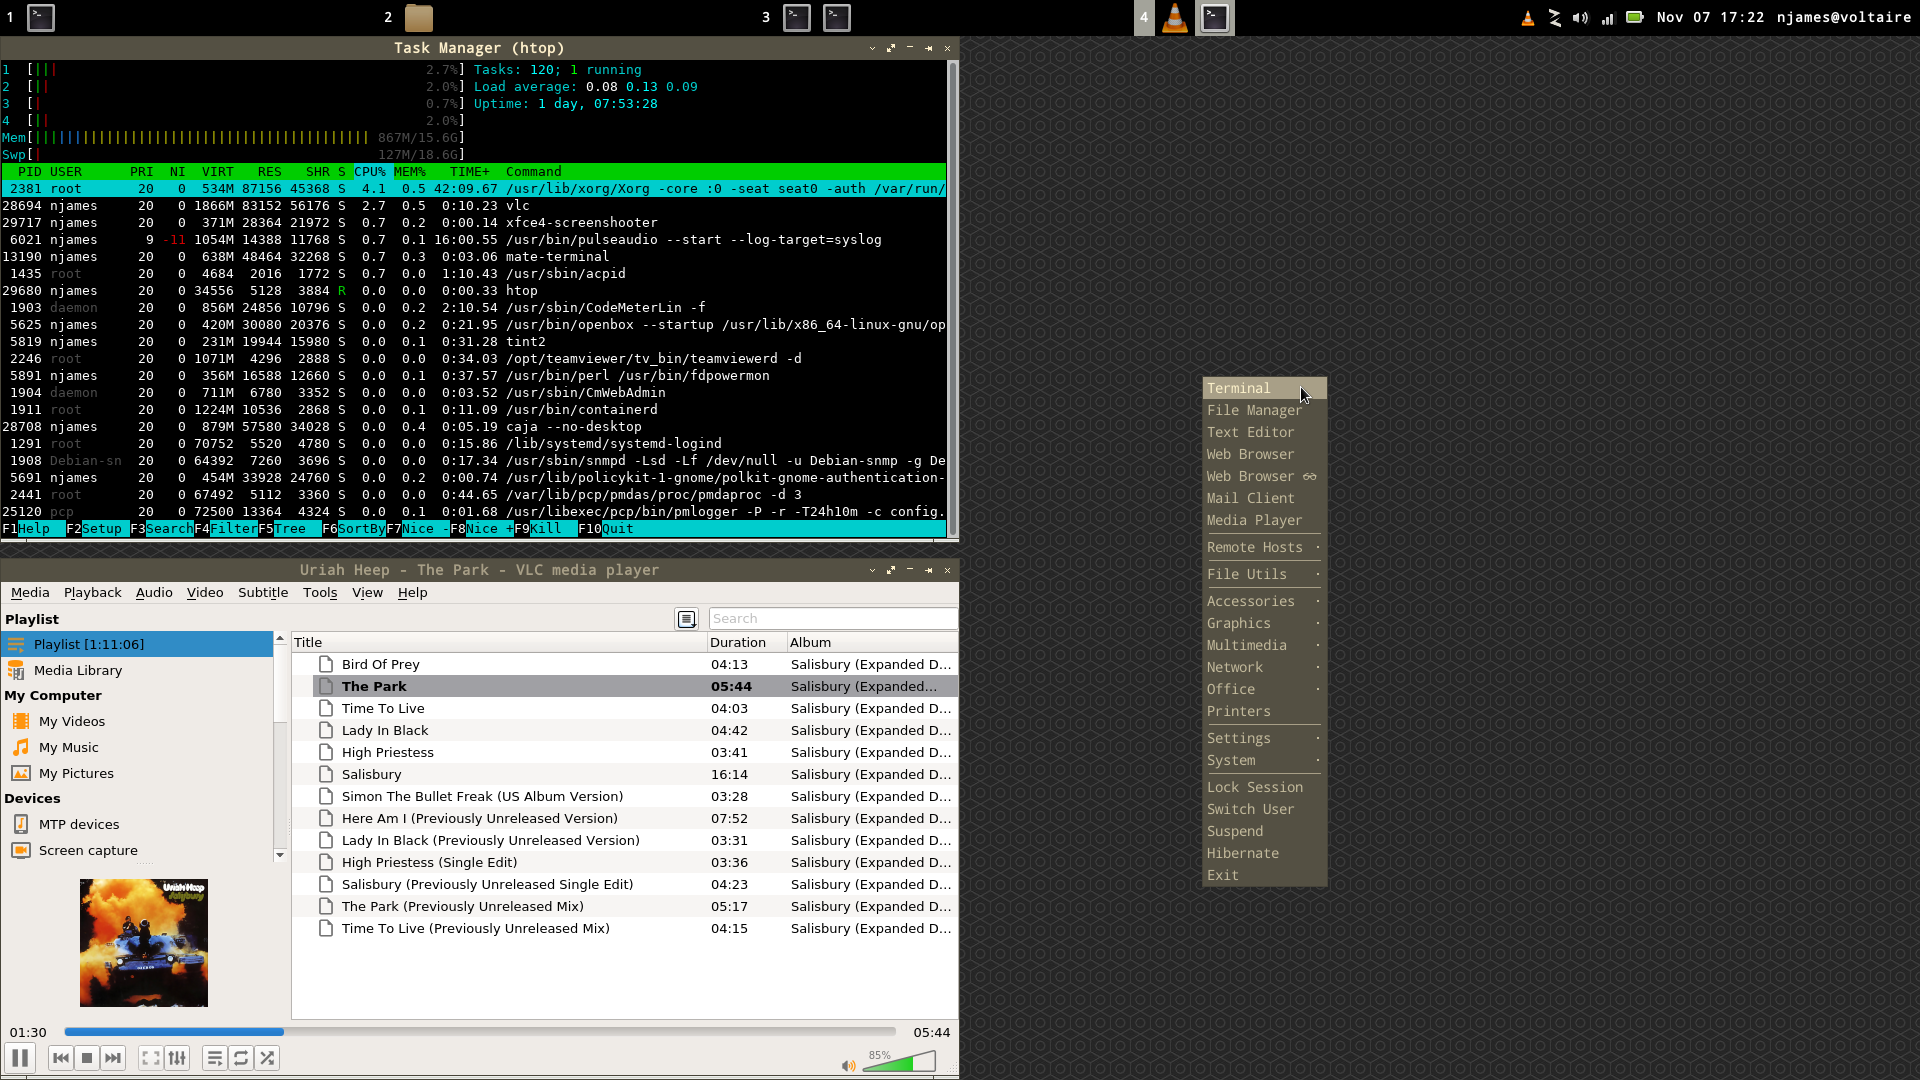 1 2 3 4 Nov 07 17:22 njames@voltaire
Task Manager (htop)
1 [||| 2.7%] Tasks: 120; 1 running
2 [|| 2.0%] Load average: 0.08 0.13 0.09
3 [| 0.7%] Uptime: 1 day, 07:53:28
4 [|| 2.0%]
Mem[||||||||||||||||||||||||||||||||||||||||| 867M/15.6G]
Swp[| 127M/18.6G]
PID USER PRI NI VIRT RES SHR S CPU% MEM% TIME+ Command
2381 root 20 0 534M 87156 45368 S 4.1 0.5 42:09.67 /usr/lib/xorg/Xorg -core :0 -seat seat0 -auth /var/run/
28694 njames 20 0 1866M 83152 56176 S 2.7 0.5 0:10.23 vlc
29717 njames 20 0 371M 28364 21972 S 0.7 0.2 0:00.14 xfce4-screenshooter
6021 njames 9 -11 1054M 14388 11768 S 0.7 0.1 16:00.55 /usr/bin/pulseaudio --start --log-target=syslog
13190 njames 20 0 638M 48464 32268 S 0.7 0.3 0:03.06 mate-terminal
1435 root 20 0 4684 2016 1772 S 0.7 0.0 1:10.43 /usr/sbin/acpid
29680 njames 20 0 34556 5128 3884 R 0.0 0.0 0:00.33 htop
1903 daemon 20 0 856M 24856 10796 S 0.0 0.2 2:10.54 /usr/sbin/CodeMeterLin -f
5625 njames 20 0 420M 30080 20376 S 0.0 0.2 0:21.95 /usr/bin/openbox --startup /usr/lib/x86_64-linux-gnu/op
5819 njames 20 0 231M 19944 15980 S 0.0 0.1 0:31.28 tint2
2246 root 20 0 1071M 4296 2888 S 0.0 0.0 0:34.03 /opt/teamviewer/tv_bin/teamviewerd -d
5891 njames 20 0 356M 16588 12660 S 0.0 0.1 0:37.57 /usr/bin/perl /usr/bin/fdpowermon
1904 daemon 20 0 711M 6780 3352 S 0.0 0.0 0:03.52 /usr/sbin/CmWebAdmin
1911 root 20 0 1224M 10536 2868 S 0.0 0.1 0:11.09 /usr/bin/containerd
28708 njames 20 0 879M 57580 34028 S 0.0 0.4 0:05.19 caja --no-desktop
1291 root 20 0 70752 5520 4780 S 0.0 0.0 0:15.86 /lib/systemd/systemd-logind
1908 Debian-sn 20 0 64392 7260 3696 S 0.0 0.0 0:17.34 /usr/sbin/snmpd -Lsd -Lf /dev/null -u Debian-snmp -g De
5691 njames 20 0 454M 33928 24760 S 0.0 0.2 0:00.74 /usr/lib/policykit-1-gnome/polkit-gnome-authentication-
2441 root 20 0 67492 5112 3360 S 0.0 0.0 0:44.65 /var/lib/pcp/pmdas/proc/pmdaproc -d 3
25120 pcp 20 0 72500 13364 4324 S 0.0 0.1 0:01.68 /usr/libexec/pcp/bin/pmlogger -P -r -T24h10m -c config.
F1Help F2Setup F3SearchF4FilterF5Tree F6SortByF7Nice -F8Nice +F9Kill F10Quit
Uriah Heep - The Park - VLC media player
Media Playback Audio Video Subtitle Tools View Help
Playlist
Search
Playlist [1:11:06]
Media Library
My Computer
My Videos
My Music
My Pictures
Devices
MTP devices
Screen capture
Uriah Heep
Salisbury
Title Duration Album
Bird Of Prey 04:13 Salisbury (Expanded D...
The Park 05:44 Salisbury (Expanded...
Time To Live 04:03 Salisbury (Expanded D...
Lady In Black 04:42 Salisbury (Expanded D...
High Priestess 03:41 Salisbury (Expanded D...
Salisbury 16:14 Salisbury (Expanded D...
Simon The Bullet Freak (US Album Version) 03:28 Salisbury (Expanded D...
Here Am I (Previously Unreleased Version) 07:52 Salisbury (Expanded D...
Lady In Black (Previously Unreleased Version) 03:31 Salisbury (Expanded D...
High Priestess (Single Edit) 03:36 Salisbury (Expanded D...
Salisbury (Previously Unreleased Single Edit) 04:23 Salisbury (Expanded D...
The Park (Previously Unreleased Mix) 05:17 Salisbury (Expanded D...
Time To Live (Previously Unreleased Mix) 04:15 Salisbury (Expanded D...
01:30 05:44
85%
Terminal
File Manager
Text Editor
Web Browser
Web Browser
Mail Client
Media Player
Remote Hosts
File Utils
Accessories
Graphics
Multimedia
Network
Office
Printers
Settings
System
Lock Session
Switch User
Suspend
Hibernate
Exit